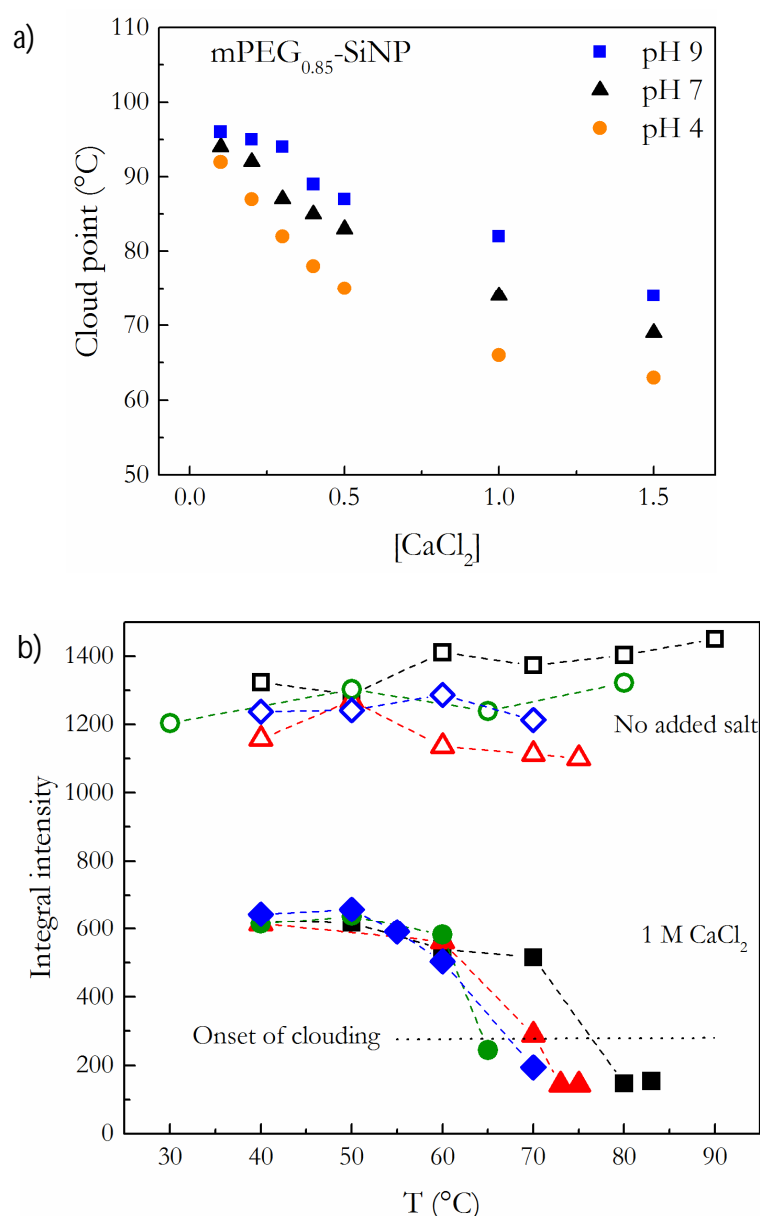 a)
mPEG₀.₈₅-SiNP
pH 9
pH 7
pH 4
Cloud point (°C)
110
100
90
80
70
60
50
0.0 0.5 1.0 1.5
[CaCl₂]
b)
Integral intensity
1400
1200
1000
800
600
400
200
0
No added salt
1 M CaCl₂
Onset of clouding
30 40 50 60 70 80 90
T (°C)